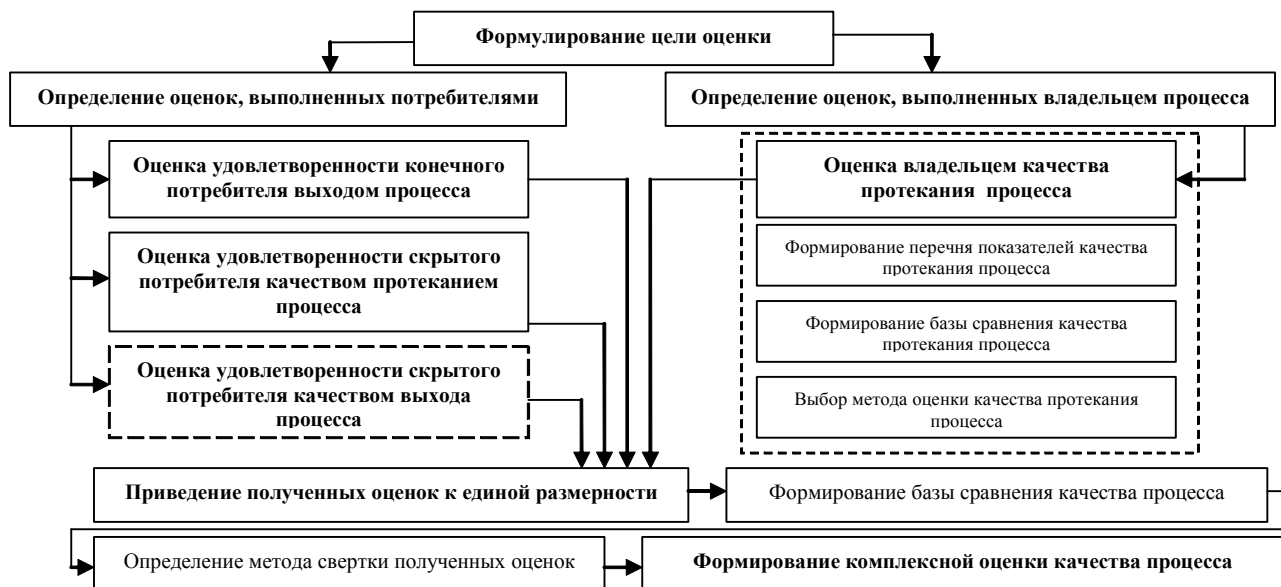 Формулирование цели оценки
Определение оценок, выполненных потребителями
Определение оценок, выполненных владельцем процесса
Оценка удовлетворенности конечного
потребителя выходом процесса
Оценка удовлетворенности скрытого
потребителя качеством протеканием
процесса
Оценка удовлетворенности скрытого
потребителя качеством выхода
процесса
Оценка владельцем качества
протекания процесса
Формирование перечня показателей качества
протекания процесса
Формирование базы сравнения качества
протекания процесса
Выбор метода оценки качества протекания
процесса
Приведение полученных оценок к единой размерности
Формирование базы сравнения качества процесса
Определение метода свертки полученных оценок
Формирование комплексной оценки качества процесса